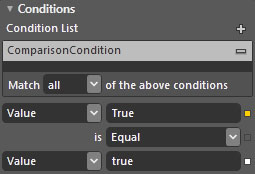 Conditions
Condition List
ComparisonCondition
Match all of the above conditions
Value True
is Equal
Value true